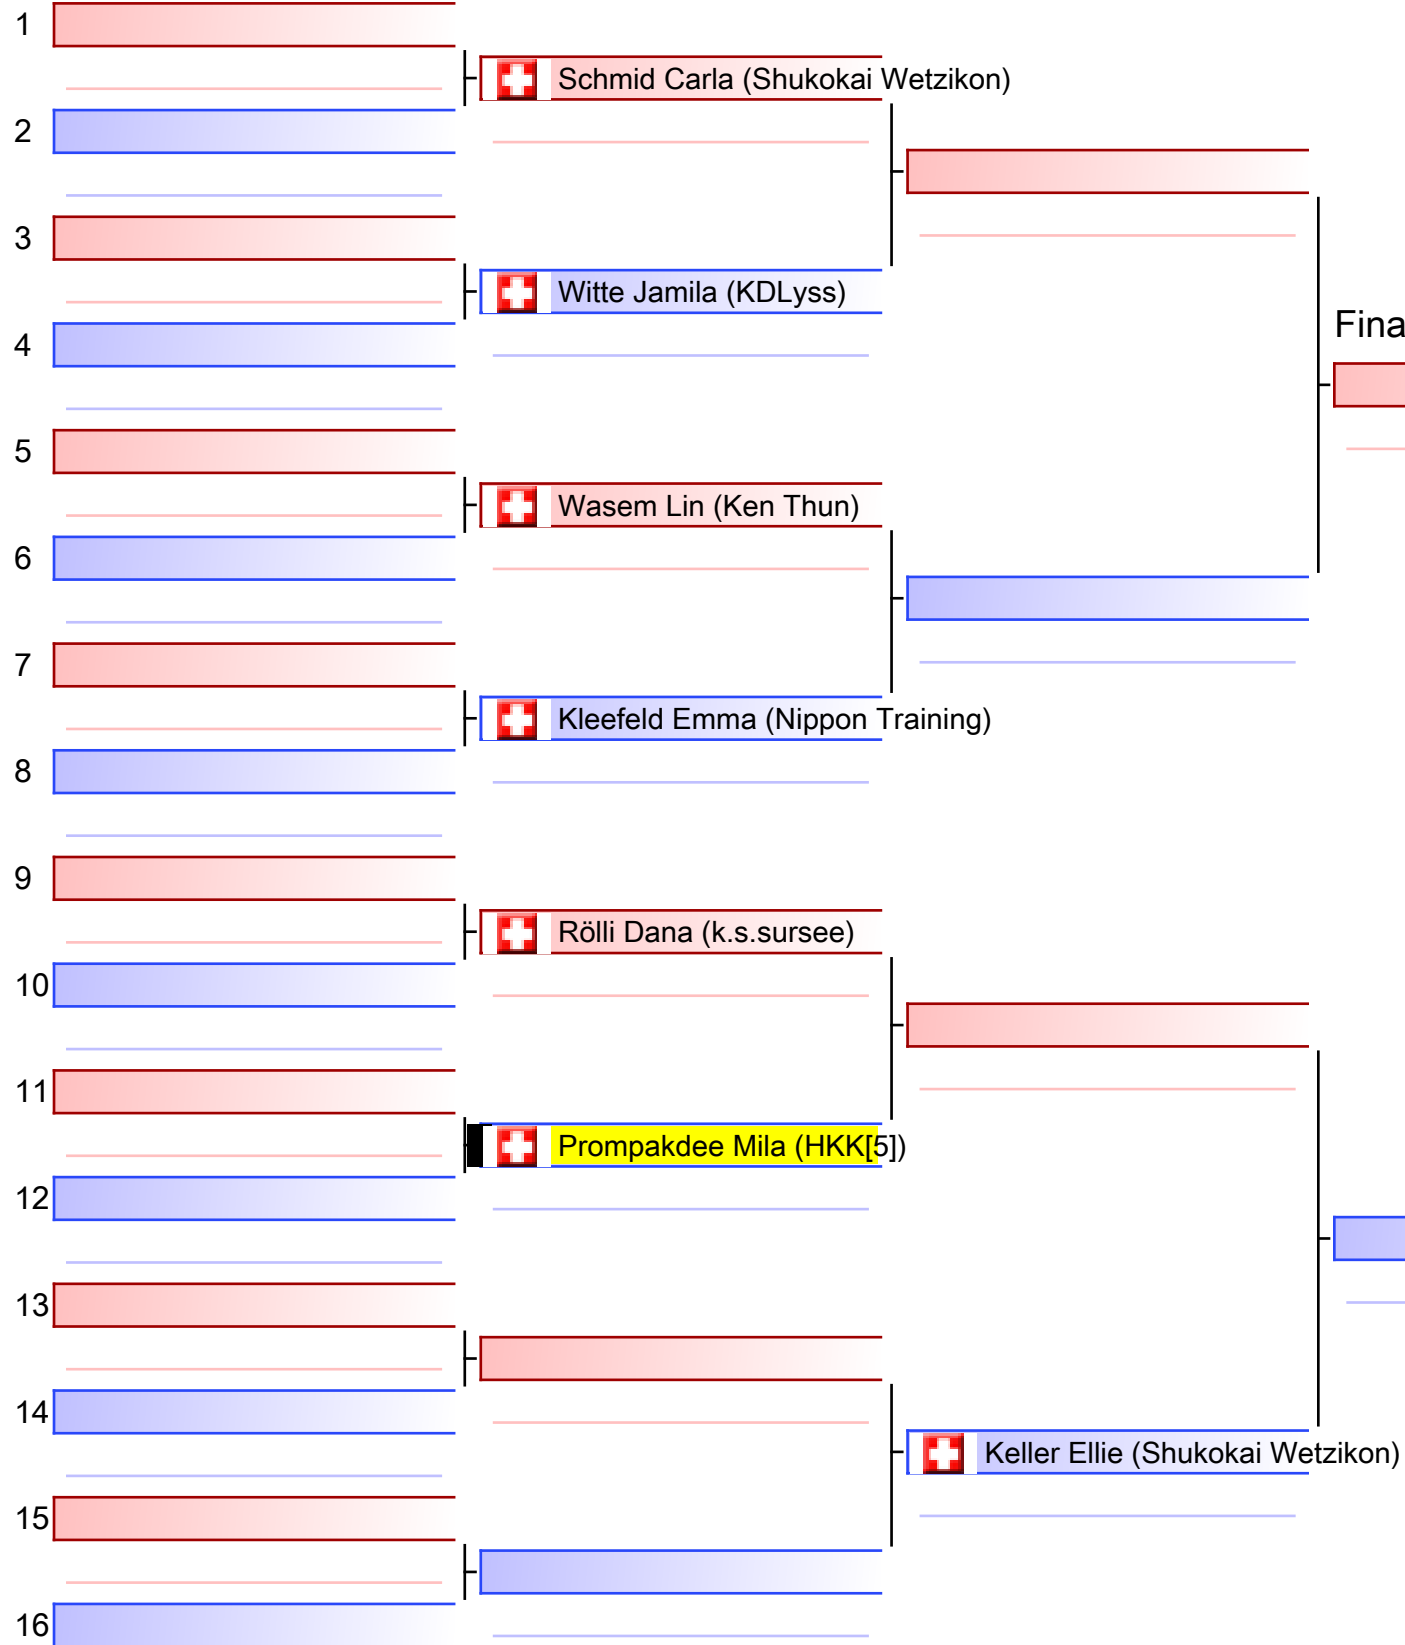 1
Schmid Carla (Shukokai Wetzikon)
2
3
Witte Jamila (KDLyss)
4
Fina
5
Wasem Lin (Ken Thun)
6
7
Kleefeld Emma (Nippon Training)
8
9
Rölli Dana (k.s.sursee)
10
11
Prompakdee Mila (HKK[5])
12
13
14
Keller Ellie (Shukokai Wetzikon)
15
16